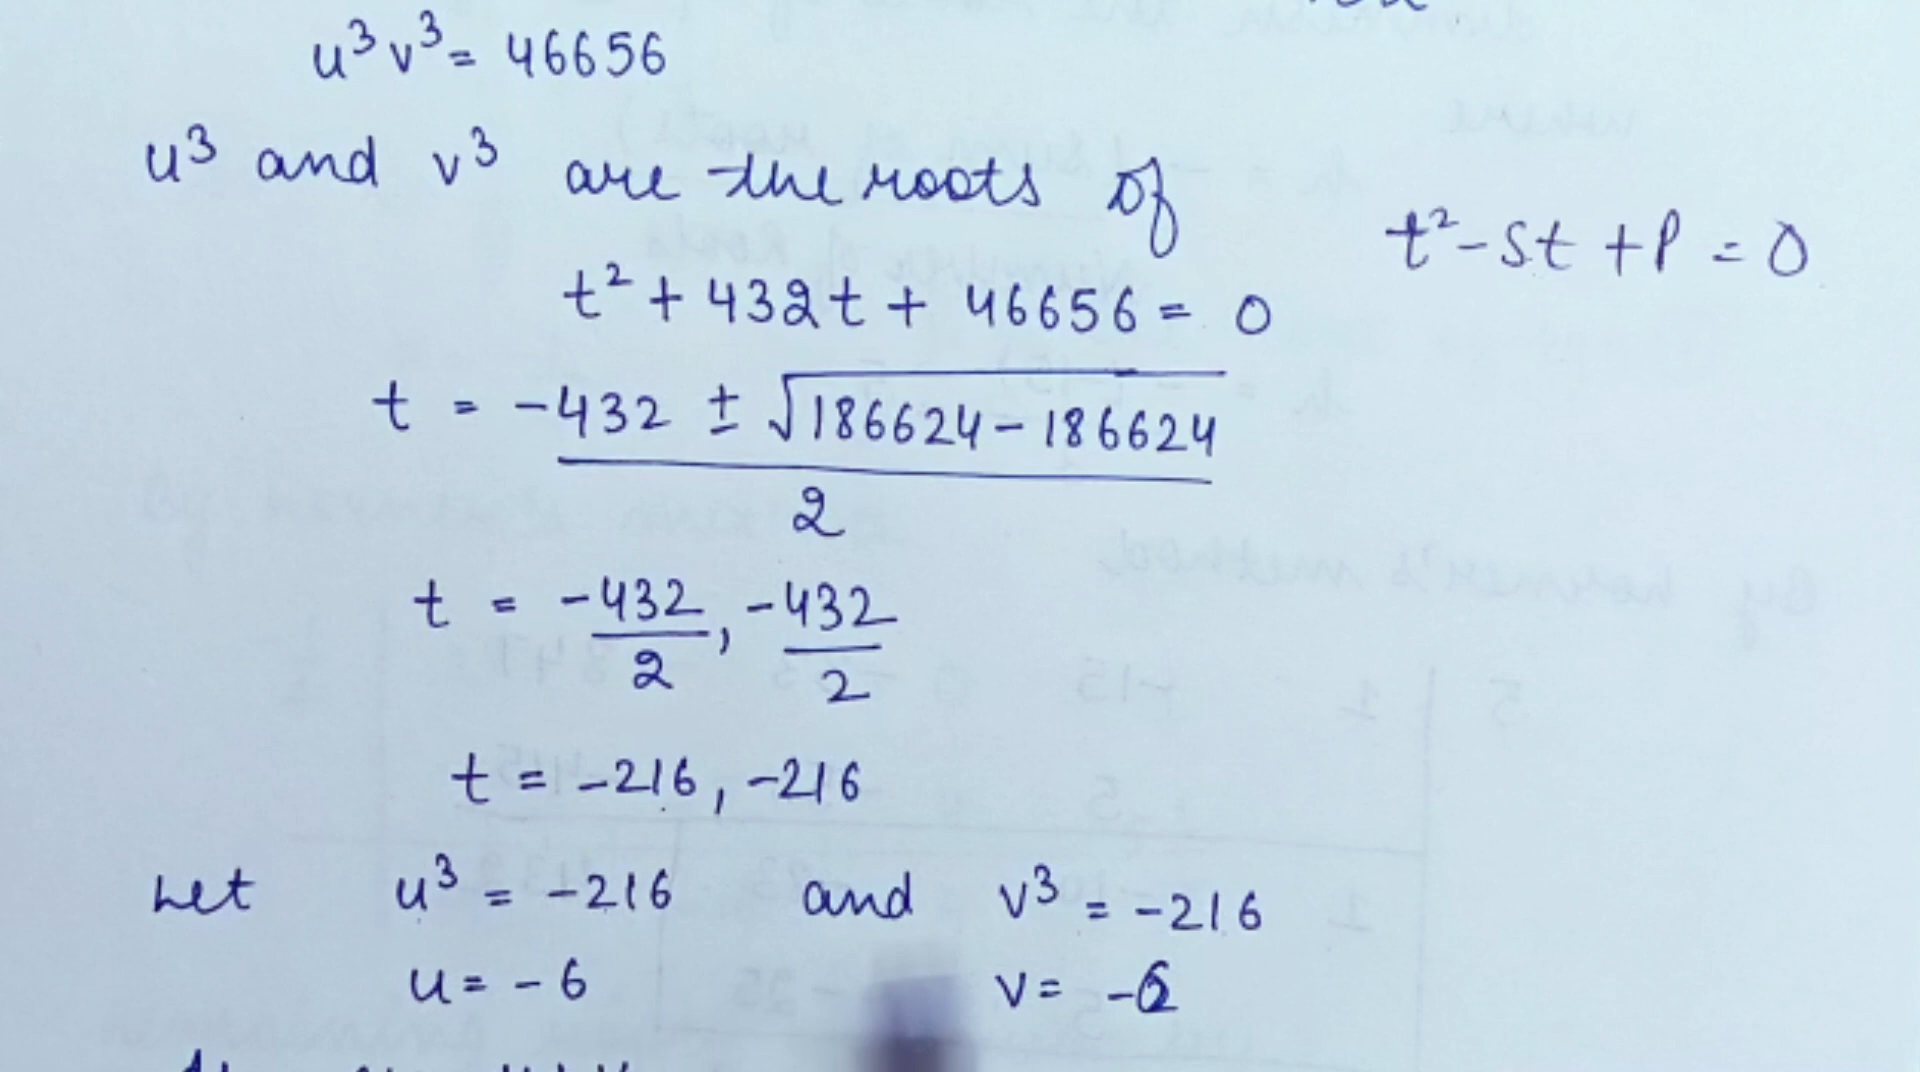 u³v³ = 46656
u³ and v³ are the roots of
t² - St + P = 0
t² + 432t + 46656 = 0
t = -432 ± √186624 - 186624 / 2
t = -432/2, -432/2
t = -216, -216
Let u³ = -216 and v³ = -216
u = -6 v = -6